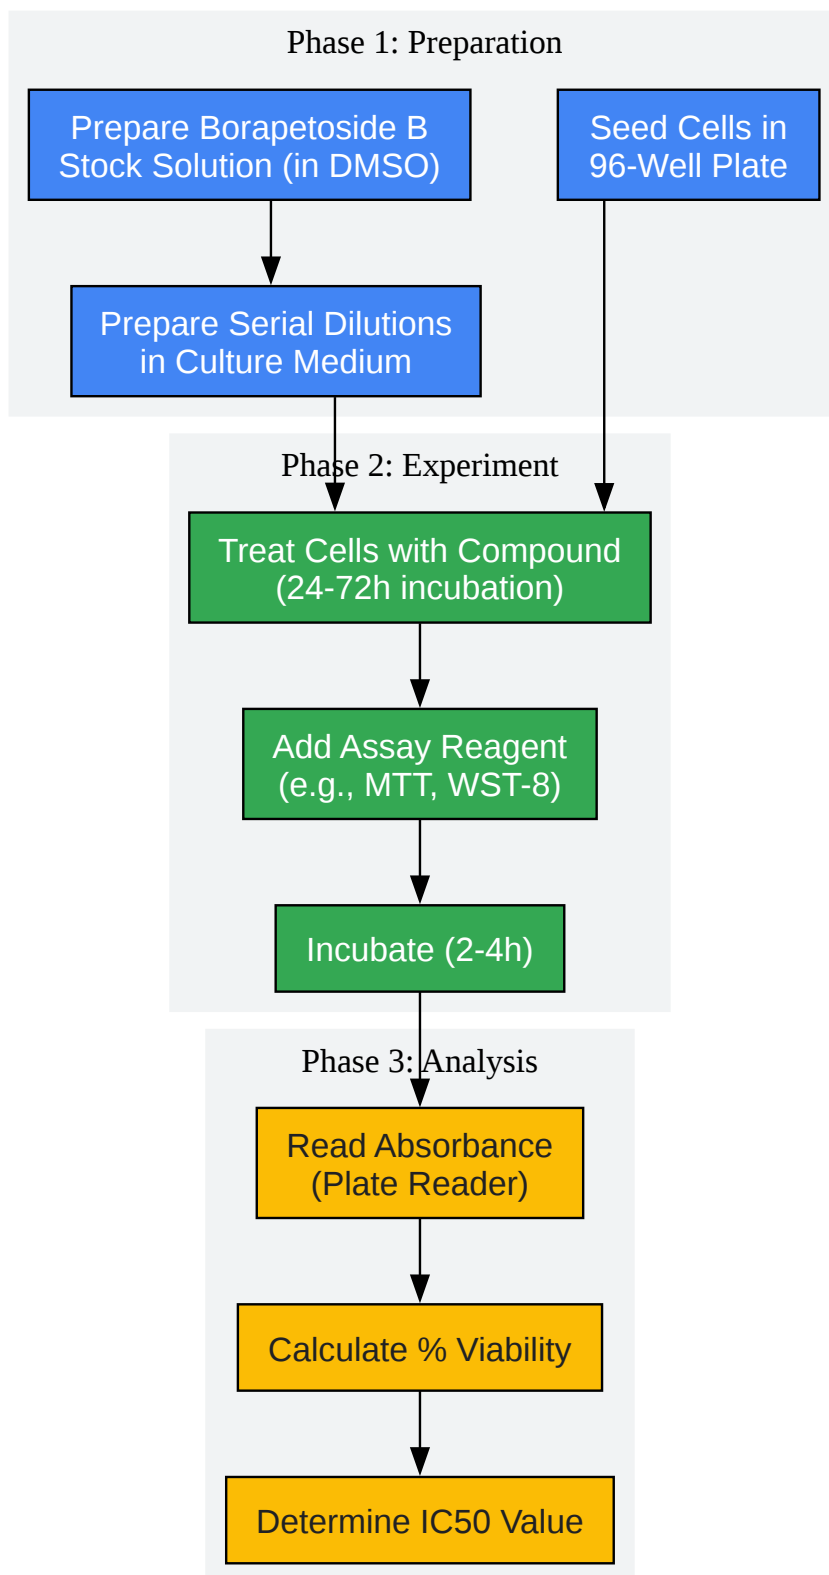 Phase 1: Preparation
Prepare Borapetoside B
Stock Solution (in DMSO)
Seed Cells in
96-Well Plate
Prepare Serial Dilutions
in Culture Medium
Phase 2: Experiment
Treat Cells with Compound
(24-72h incubation)
Add Assay Reagent
(e.g., MTT, WST-8)
Incubate (2-4h)
Phase 3: Analysis
Read Absorbance
(Plate Reader)
Calculate % Viability
Determine IC50 Value